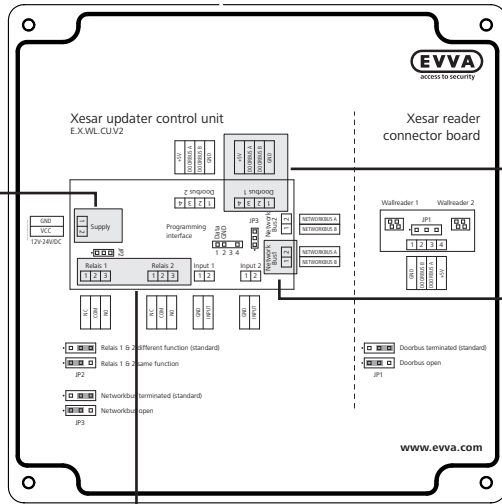 EVVA
access to security
Xesar updater control unit
E.X.WL.CU.V2
Xesar reader
connector board
+5V
DOORBUS A
DOORBUS B
GND
+5V
DOORBUS A
DOORBUS B
GND
Doorbus 2
4 3 2 1
Doorbus 1
4 3 2 1
GND
VCC
12V-24V/DC
1 2
Supply
Programming
interface
Data
GND
1 2 3 4
JP3
Network
Bus2
1 2
NETWORKBUS A
NETWORKBUS B
Network
Bus1
1 2
NETWORKBUS A
NETWORKBUS B
JP2
Relais 1
1 2 3
Relais 2
1 2 3
Input 1
1 2
Input 2
1 2
NC
COM
NO
NC
COM
NO
GND
INPUT
GND
INPUT
Wallreader 1
Wallreader 2
JP1
1 2 3 4
GND
DOORBUS B
DOORBUS A
+5V
Relais 1 & 2 different function (standard)
Relais 1 & 2 same function
JP2
Networkbus terminated (standard)
Networkbus open
JP3
Doorbus terminated (standard)
Doorbus open
JP1
www.evva.com